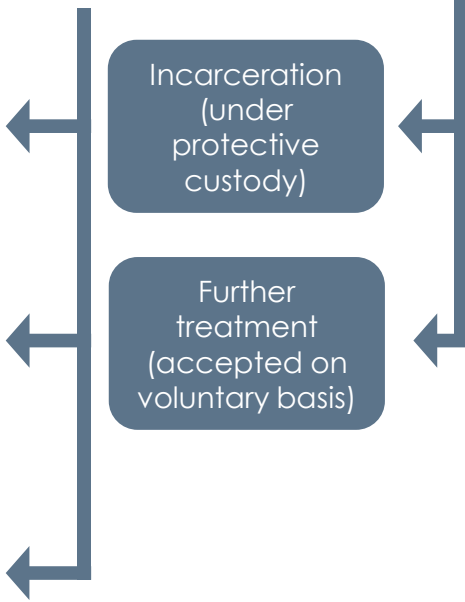 Incarceration
(under
protective
custody)
Further
treatment
(accepted on
voluntary basis)